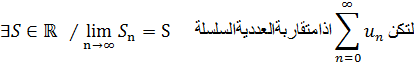 لتكن ∑_{n=0}^{∞} u_n السلسلة العددية متقاربة اذا ∃S ∈ ℝ / lim_{n→∞} S_n = S